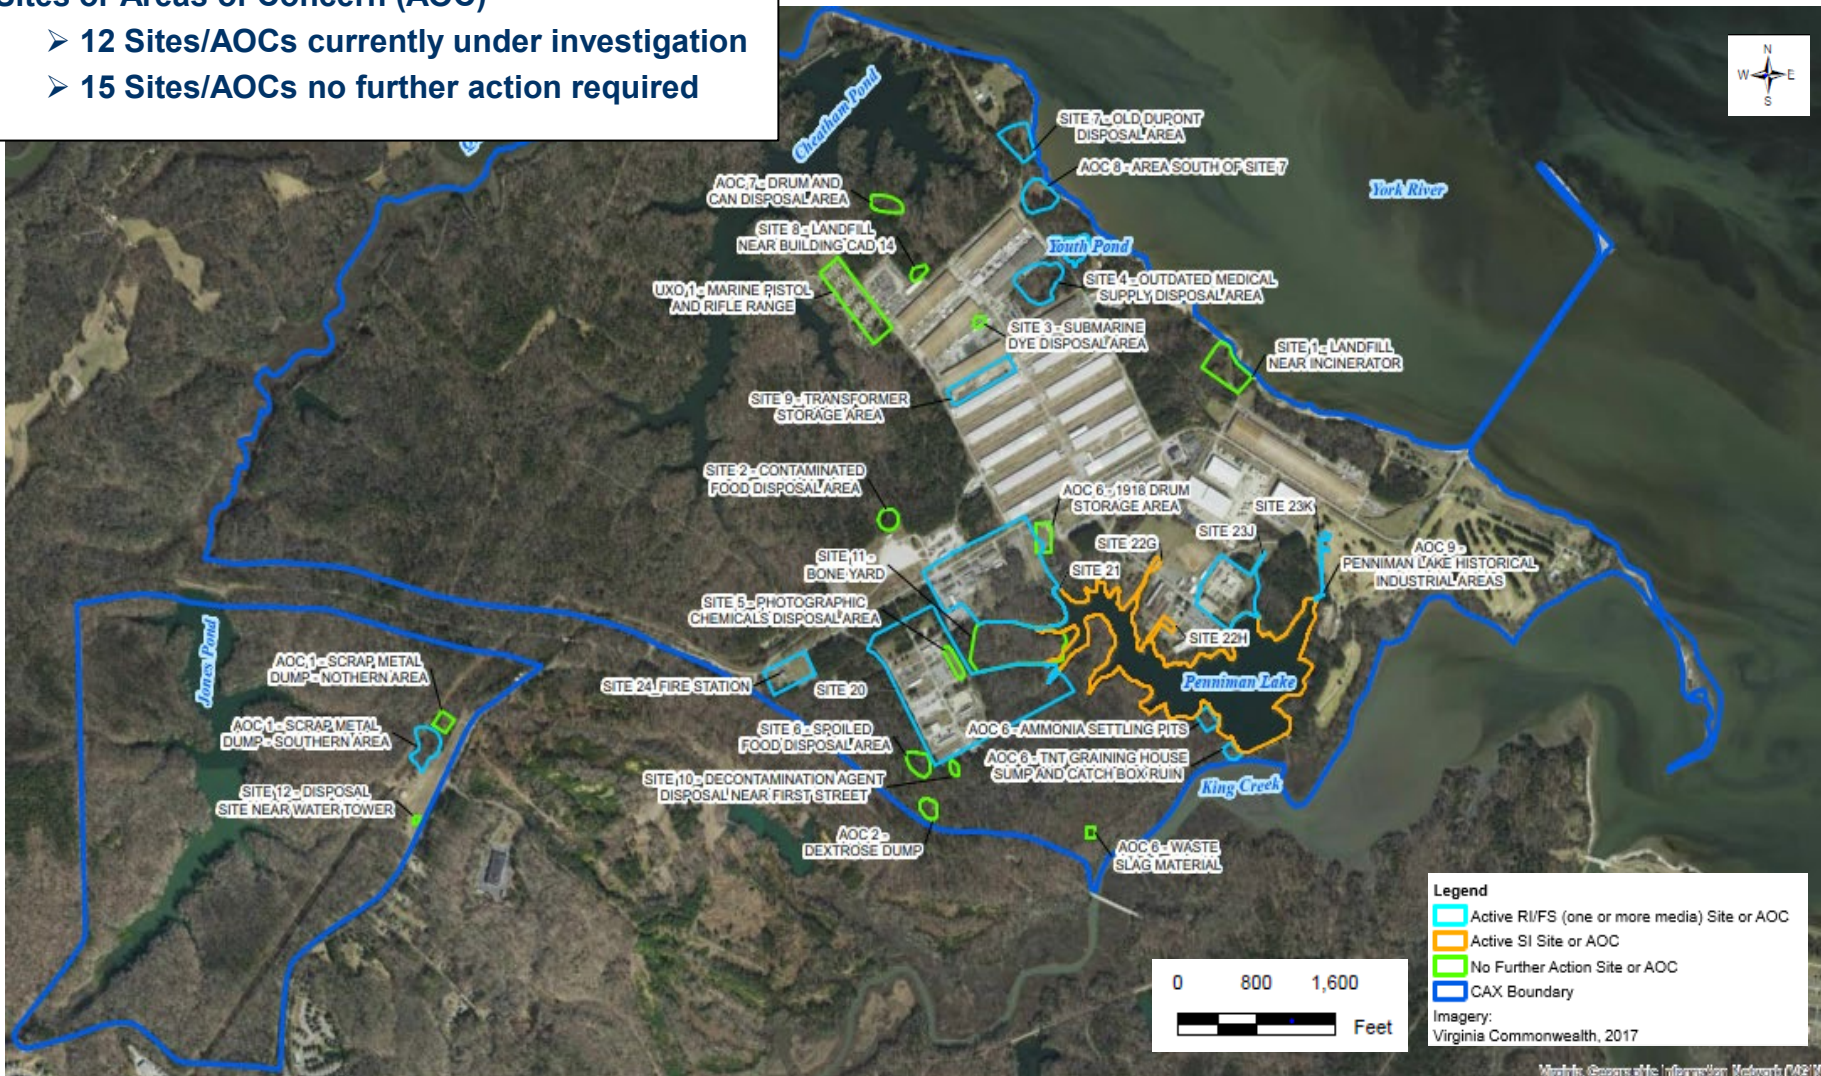 Sites or Areas of Concern (AOC)
➢ 12 Sites/AOCs currently under investigation
➢ 15 Sites/AOCs no further action required
N
W E
S
Cheatham Pond
SITE 7 - OLD DUPONT
DISPOSAL AREA
AOC 8 - AREA SOUTH OF SITE 7
York River
AOC 7 - DRUM AND
CAN DISPOSAL AREA
SITE 8 - LANDFILL
NEAR BUILDING CAD 14
Youth Pond
UXO 1 - MARINE PISTOL
AND RIFLE RANGE
SITE 4 - OUTDATED MEDICAL
SUPPLY DISPOSAL AREA
SITE 3 - SUBMARINE
DYE DISPOSAL AREA
SITE 1 - LANDFILL
NEAR INCINERATOR
SITE 9 - TRANSFORMER
STORAGE AREA
SITE 2 - CONTAMINATED
FOOD DISPOSAL AREA
AOC 6 - 1918 DRUM
STORAGE AREA
SITE 23K
SITE 23J
SITE 22G
SITE 11 -
BONE YARD
SITE 21
AOC 9 -
PENNIMAN LAKE HISTORICAL
INDUSTRIAL AREAS
SITE 5 - PHOTOGRAPHIC
CHEMICALS DISPOSAL AREA
SITE 22H
Jones Pond
AOC 1 - SCRAP METAL
DUMP - NOTHERN AREA
SITE 24 FIRE STATION
SITE 20
Penniman Lake
AOC 1 - SCRAP METAL
DUMP - SOUTHERN AREA
SITE 6 - SPOILED
FOOD DISPOSAL AREA
AOC 6 - AMMONIA SETTLING PITS
AOC 6 - TNT GRAINING HOUSE
SUMP AND CATCH BOX RUIN
SITE 10 - DECONTAMINATION AGENT
DISPOSAL NEAR FIRST STREET
King Creek
SITE 12 - DISPOSAL
SITE NEAR WATER TOWER
AOC 2 -
DEXTROSE DUMP
AOC 6 - WASTE
SLAG MATERIAL
Legend
Active RI/FS (one or more media) Site or AOC
Active SI Site or AOC
No Further Action Site or AOC
CAX Boundary
Imagery:
Virginia Commonwealth, 2017
0 800 1,600
Feet
Virginia Geographic Information Network